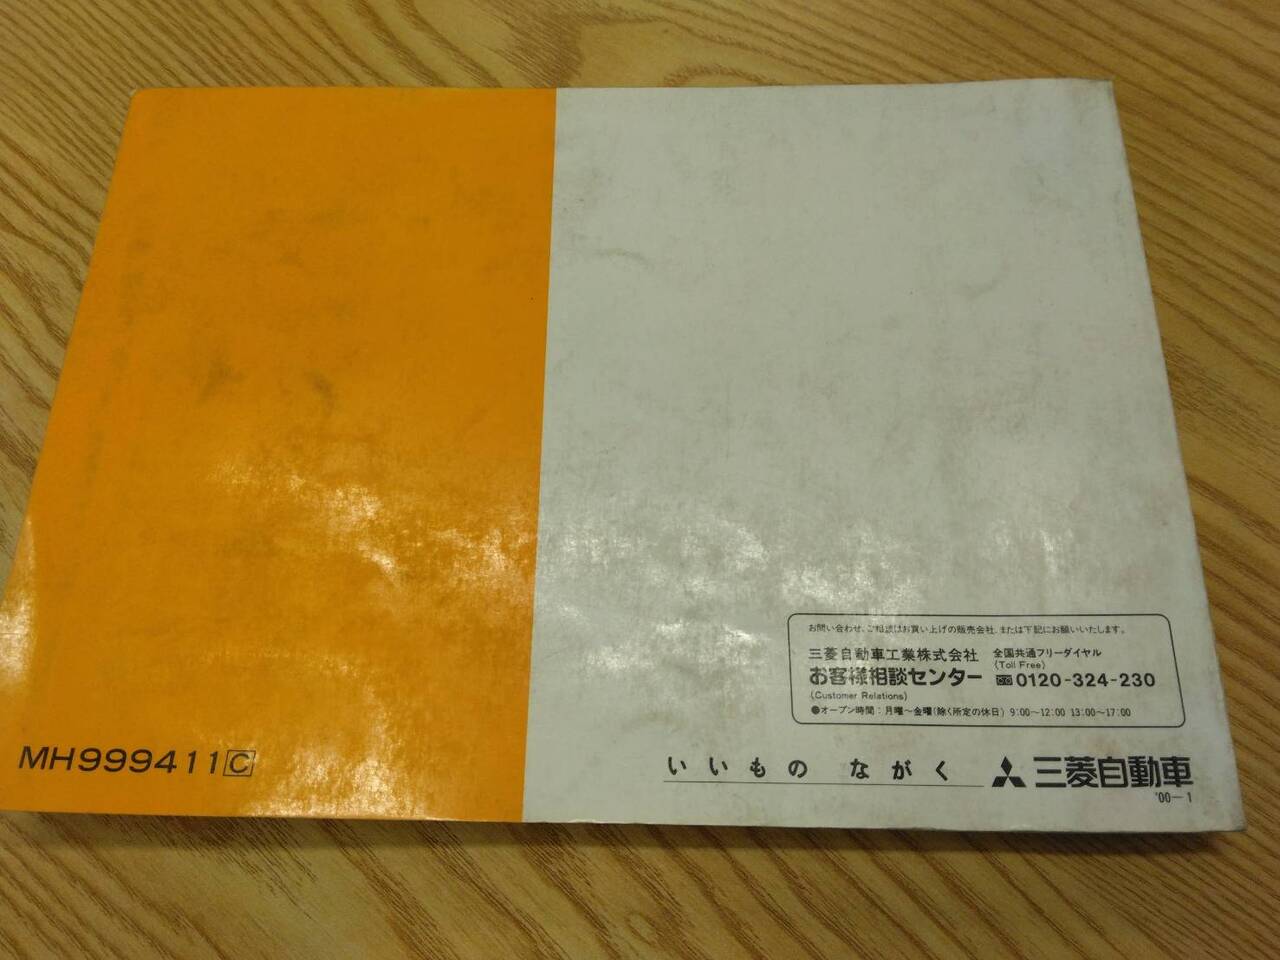 お問い合わせ、ご相談はお買い上げの販売会社、または下記にお願いいたします。
三菱自動車工業株式会社 全国共通フリーダイヤル
(Toll Free)
お客様相談センター 0120-324-230
(Customer Relations)
●オープン時間：月曜～金曜(除く所定の休日) 9:00～12:00 13:00～17:00
MH999411C
いいもの ながく 三菱自動車
'00-1